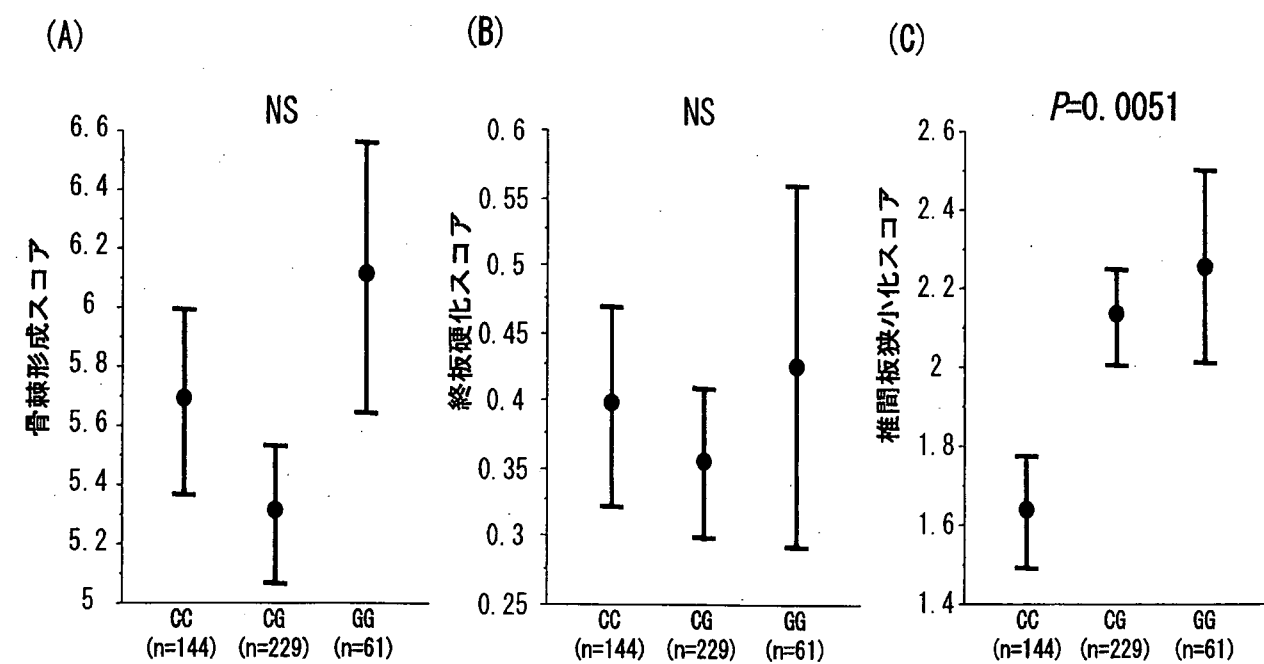 (A)
NS
骨棘形成スコア
6.6
6.4
6.2
6
5.8
5.6
5.4
5.2
5
CC
(n=144)
CG
(n=229)
GG
(n=61)
(B)
NS
終板硬化スコア
0.6
0.55
0.5
0.45
0.4
0.35
0.3
0.25
CC
(n=144)
CG
(n=229)
GG
(n=61)
(C)
P=0.0051
椎間板狭小化スコア
2.6
2.4
2.2
2
1.8
1.6
1.4
CC
(n=144)
CG
(n=229)
GG
(n=61)